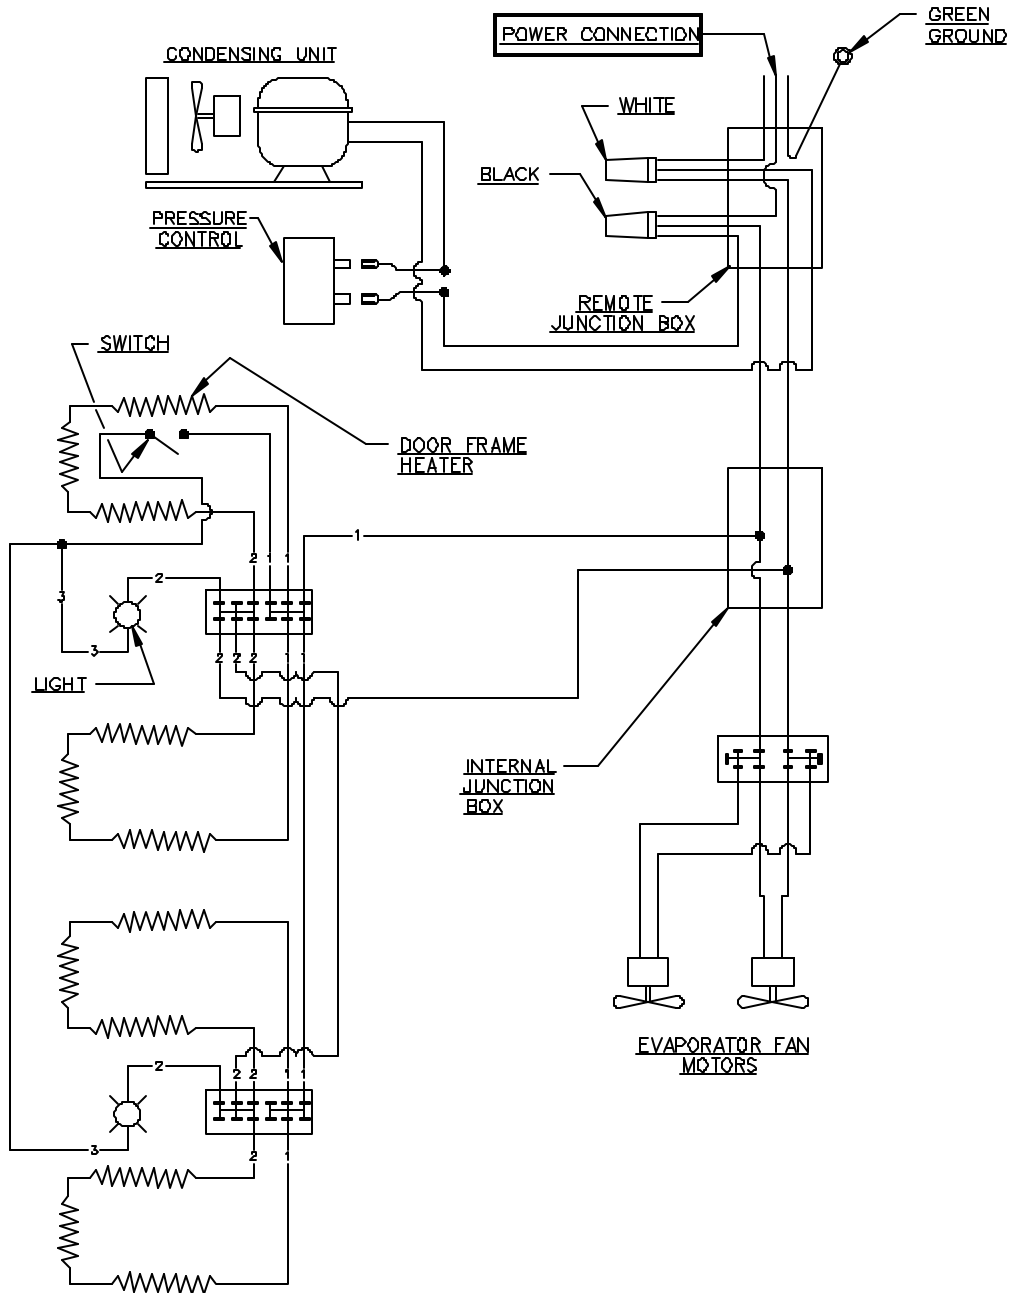 POWER CONNECTION
GREEN
GROUND
CONDENSING UNIT
WHITE
BLACK
PRESSURE
CONTROL
REMOTE
JUNCTION BOX
SWITCH
DOOR FRAME
HEATER
1
2 1 1
2
3
3
2 2 2 1 1
LIGHT
INTERNAL
JUNCTION
BOX
EVAPORATOR FAN
MOTORS
2
2 2 1 1
3
2 1